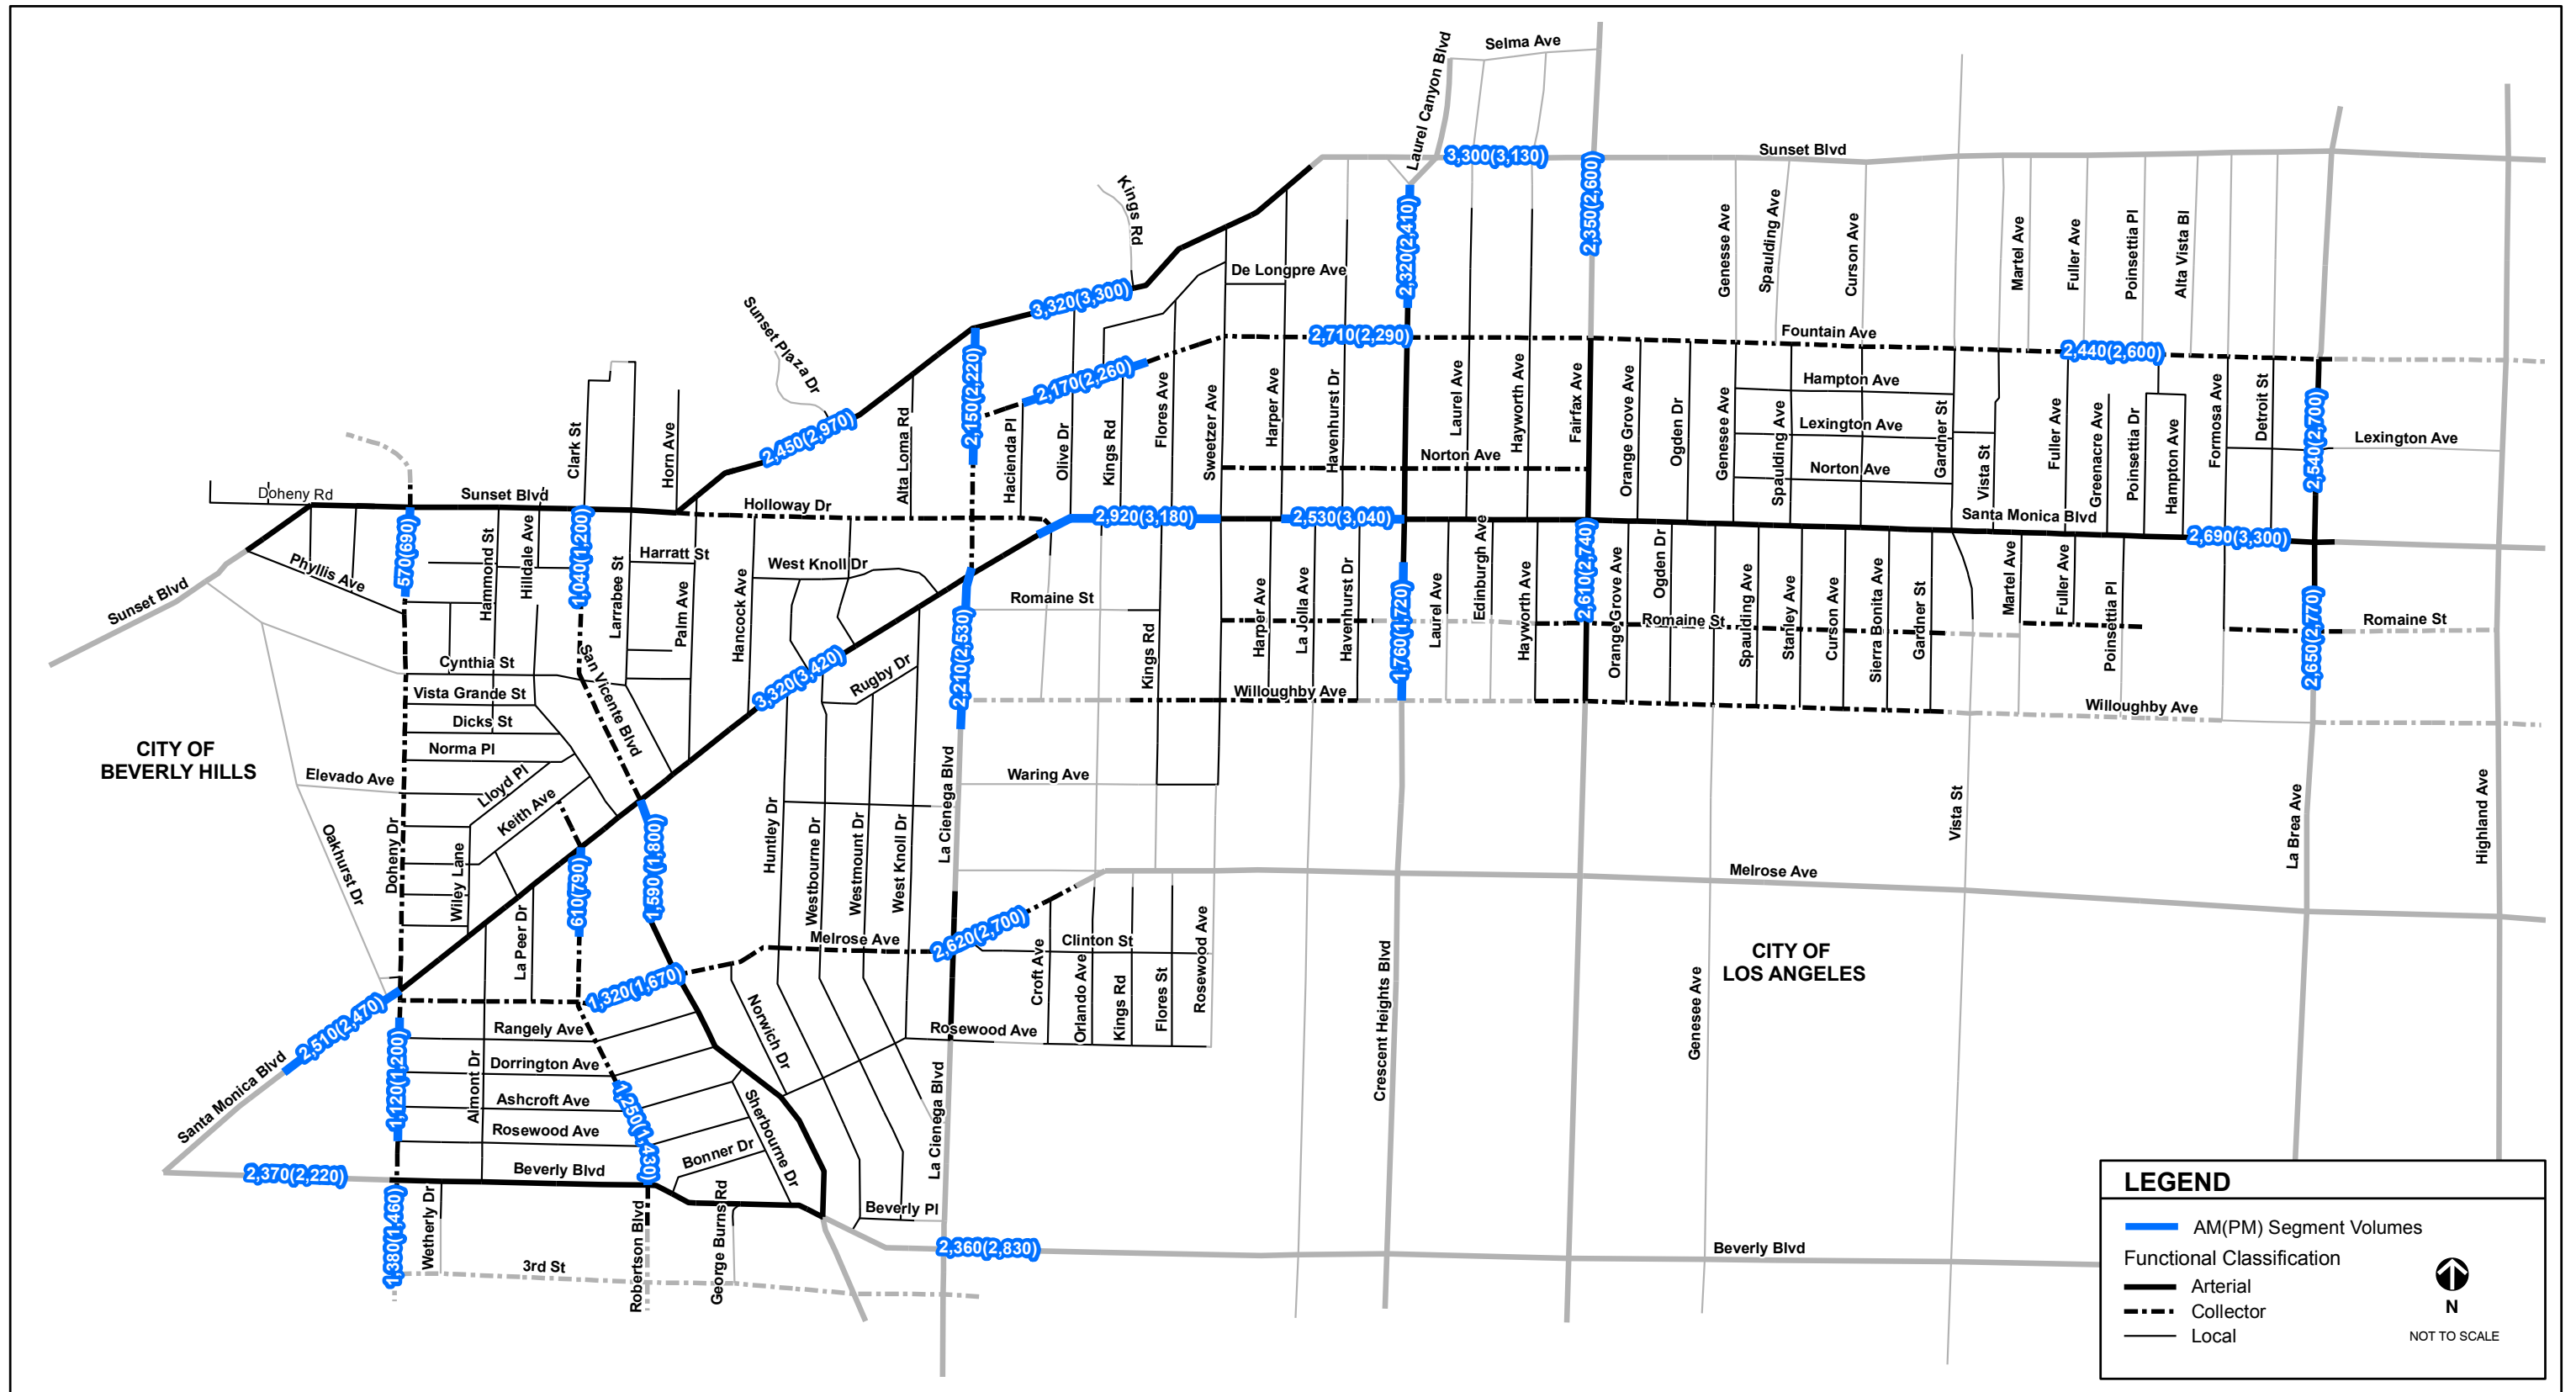 Selma Ave
Laurel Canyon Blvd
3,300(3,130)
Sunset Blvd
2,350(2,600)
Kings Rd
2,320(2,410)
Genesee Ave
Spaulding Ave
Curson Ave
Martel Ave
Fuller Ave
Poinsettia Pl
Alta Vista Bl
De Longpre Ave
3,320(3,300)
Sunset Plaza Dr
2,710(2,290)
Fountain Ave
2,440(2,600)
2,150(2,220)
2,170(2,260)
2,450(2,970)
Clark St
Horn Ave
Alta Loma Rd
Hacienda Pl
Olive Dr
Kings Rd
Flores Ave
Sweetzer Ave
Harper Ave
Havenhurst Dr
Laurel Ave
Hayworth Ave
Fairfax Ave
Orange Grove Ave
Ogden Dr
Genesee Ave
Hampton Ave
Spaulding Ave
Lexington Ave
Norton Ave
Gardner St
Vista St
Fuller Ave
Greenacre Ave
Poinsettia Dr
Hampton Ave
Formosa Ave
Detroit St
2,540(2,700)
Lexington Ave
Norton Ave
Doheny Rd
Sunset Blvd
Holloway Dr
2,920(3,180)
2,530(3,040)
Santa Monica Blvd
2,690(3,300)
570(690)
Hammond St
Hilldale Ave
1,040(1,200)
Larrabee St
Harratt St
Palm Ave
Hancock Ave
West Knoll Dr
Phyllis Ave
Sunset Blvd
Romaine St
2,210(2,530)
Kings Rd
Harper Ave
La Jolla Ave
Havenhurst Dr
1,760(1,720)
Laurel Ave
Edinburgh Ave
Hayworth Ave
2,610(2,740)
Orange Grove Ave
Ogden Dr
Romaine St
Spaulding Ave
Stanley Ave
Curson Ave
Sierra Bonita Ave
Gardner St
Martel Ave
Fuller Ave
Poinsettia Pl
2,650(2,770)
Romaine St
Cynthia St
San Vicente Blvd
3,320(3,420)
Rugby Dr
Willoughby Ave
Willoughby Ave
Vista Grande St
Dicks St
Norma Pl
CITY OF
BEVERLY HILLS
Elevado Ave
Lloyd Pl
Keith Ave
Waring Ave
Oakhurst Dr
Doheny Dr
Wiley Lane
La Peer Dr
610(790)
1,590(1,800)
Huntley Dr
Westbourne Dr
Westmount Dr
West Knoll Dr
La Cienega Blvd
Vista St
La Brea Ave
Highland Ave
Melrose Ave
Melrose Ave
2,620(2,700)
Clinton St
Croft Ave
Orlando Ave
Kings Rd
Flores St
Rosewood Ave
CITY OF
LOS ANGELES
Crescent Heights Blvd
Genesee Ave
1,320(1,670)
2,510(2,470)
Santa Monica Blvd
1,120(1,200)
Rangely Ave
Dorrington Ave
Ashcroft Ave
Rosewood Ave
Almont Dr
1,250(1,430)
Norwich Dr
Sherbourne Dr
Bonner Dr
Rosewood Ave
La Cienega Blvd
2,370(2,220)
Beverly Blvd
1,380(1,460)
Wetherly Dr
3rd St
Robertson Blvd
George Burns Rd
Beverly Pl
2,360(2,830)
Beverly Blvd
LEGEND
AM(PM) Segment Volumes
Functional Classification
Arterial
Collector
Local
N
NOT TO SCALE